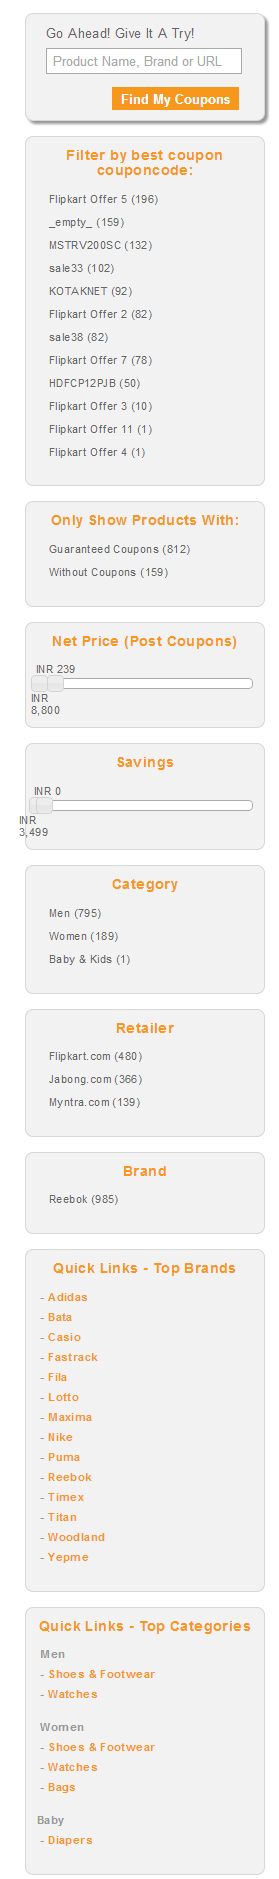 Go Ahead! Give It A Try!
Product Name, Brand or URL
Find My Coupons
Filter by best coupon
couponcode:
Flipkart Offer 5 (196)
_empty_ (159)
MSTRV200SC (132)
sale33 (102)
KOTAKNET (92)
Flipkart Offer 2 (82)
sale38 (82)
Flipkart Offer 7 (78)
HDFCP12PJB (50)
Flipkart Offer 3 (10)
Flipkart Offer 11 (1)
Flipkart Offer 4 (1)
Only Show Products With:
Guaranteed Coupons (812)
Without Coupons (159)
Net Price (Post Coupons)
INR 239
INR
8,800
Savings
INR 0
INR
3,499
Category
Men (795)
Women (189)
Baby & Kids (1)
Retailer
Flipkart.com (480)
Jabong.com (366)
Myntra.com (139)
Brand
Reebok (985)
Quick Links - Top Brands
- Adidas
- Bata
- Casio
- Fastrack
- Fila
- Lotto
- Maxima
- Nike
- Puma
- Reebok
- Timex
- Titan
- Woodland
- Yepme
Quick Links - Top Categories
Men
- Shoes & Footwear
- Watches
Women
- Shoes & Footwear
- Watches
- Bags
Baby
- Diapers